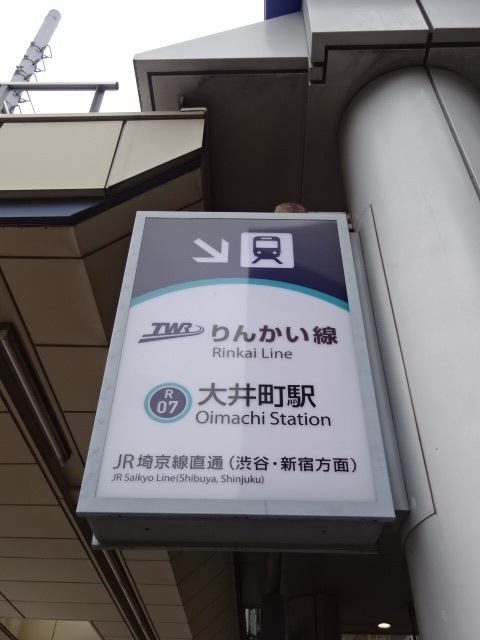 TWR りんかい線
Rinkai Line
R
07
大井町駅
Oimachi Station
JR埼京線直通（渋谷・新宿方面）
JR Saikyo Line(Shibuya, Shinjuku)